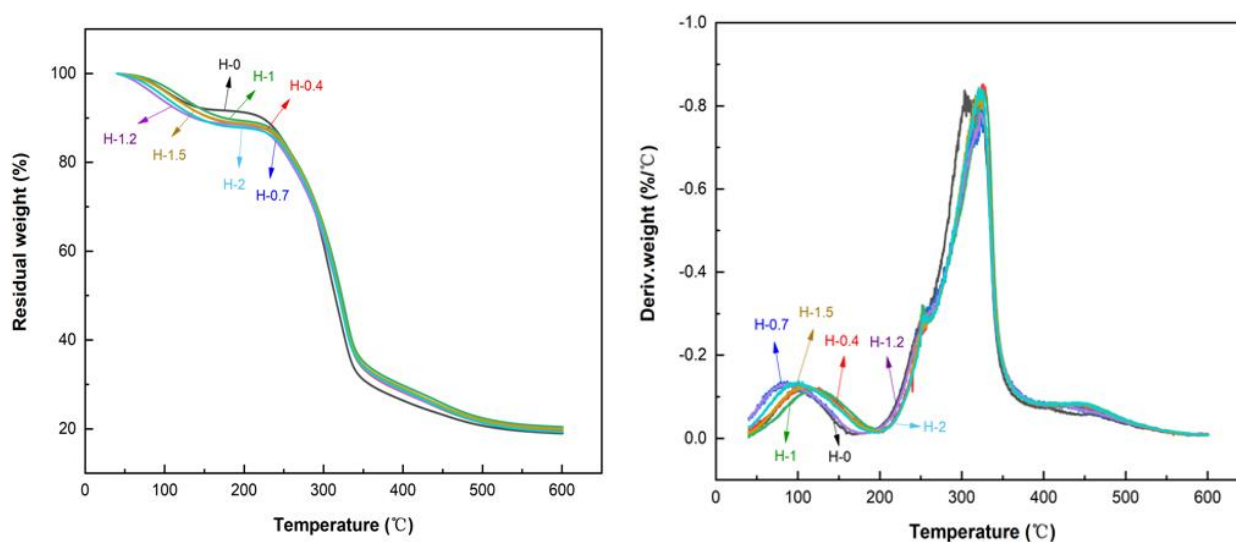 100
80
60
40
20
0
100
200
300
400
500
600
Residual weight (%)
Temperature (℃)
H-0
H-1
H-0.4
H-1.2
H-1.5
H-2
H-0.7
-1.0
-0.8
-0.6
-0.4
-0.2
0.0
0
100
200
300
400
500
600
Deriv.weight (%/℃)
Temperature (℃)
H-0.7
H-1.5
H-0.4
H-1.2
H-1
H-0
H-2